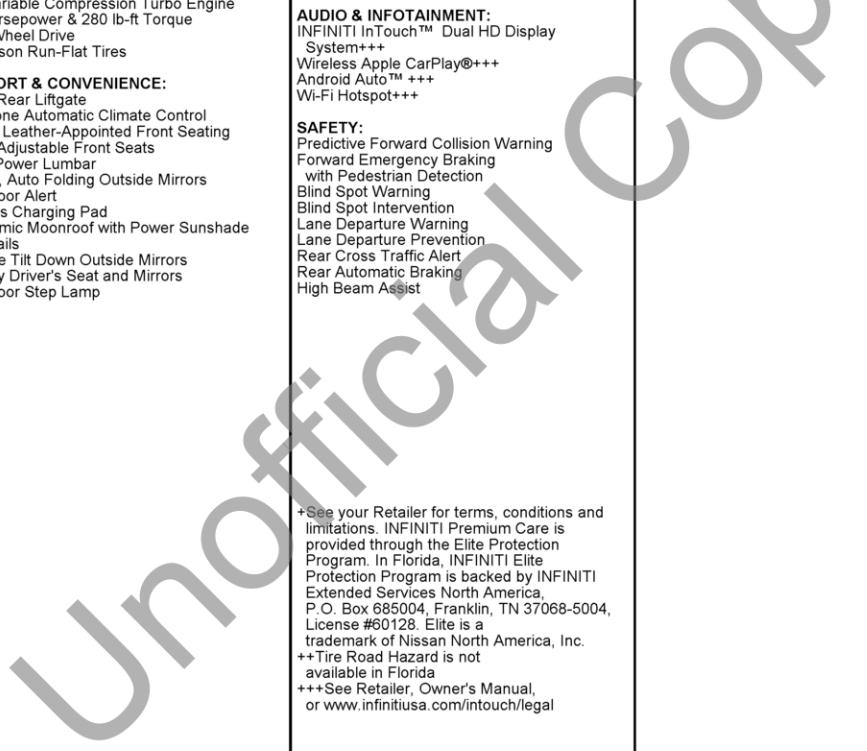 ariable Compression Turbo Engine
rsepower & 280 lb-ft Torque
Wheel Drive
son Run-Flat Tires
ORT & CONVENIENCE:
Rear Liftgate
one Automatic Climate Control
Leather-Appointed Front Seating
Adjustable Front Seats
Power Lumbar
, Auto Folding Outside Mirrors
oor Alert
s Charging Pad
mic Moonroof with Power Sunshade
ails
e Tilt Down Outside Mirrors
y Driver's Seat and Mirrors
oor Step Lamp
AUDIO & INFOTAINMENT:
INFINITI InTouch™ Dual HD Display
System+++
Wireless Apple CarPlay®+++
Android Auto™ +++
Wi-Fi Hotspot+++
SAFETY:
Predictive Forward Collision Warning
Forward Emergency Braking
with Pedestrian Detection
Blind Spot Warning
Blind Spot Intervention
Lane Departure Warning
Lane Departure Prevention
Rear Cross Traffic Alert
Rear Automatic Braking
High Beam Assist
+See your Retailer for terms, conditions and
limitations. INFINITI Premium Care is
provided through the Elite Protection
Program. In Florida, INFINITI Elite
Protection Program is backed by INFINITI
Extended Services North America,
P.O. Box 685004, Franklin, TN 37068-5004,
License #60128. Elite is a
trademark of Nissan North America, Inc.
++Tire Road Hazard is not
available in Florida
+++See Retailer, Owner's Manual,
or www.infinitiusa.com/intouch/legal
Unofficial Cop